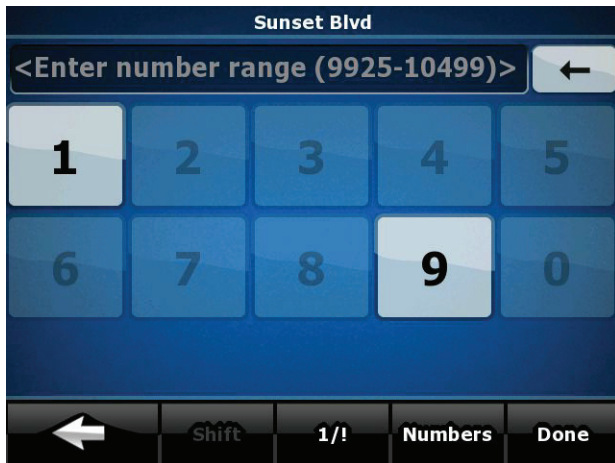 Sunset Blvd
<Enter number range (9925-10499)>
1 2 3 4 5
6 7 8 9 0
Shift 1/! Numbers Done